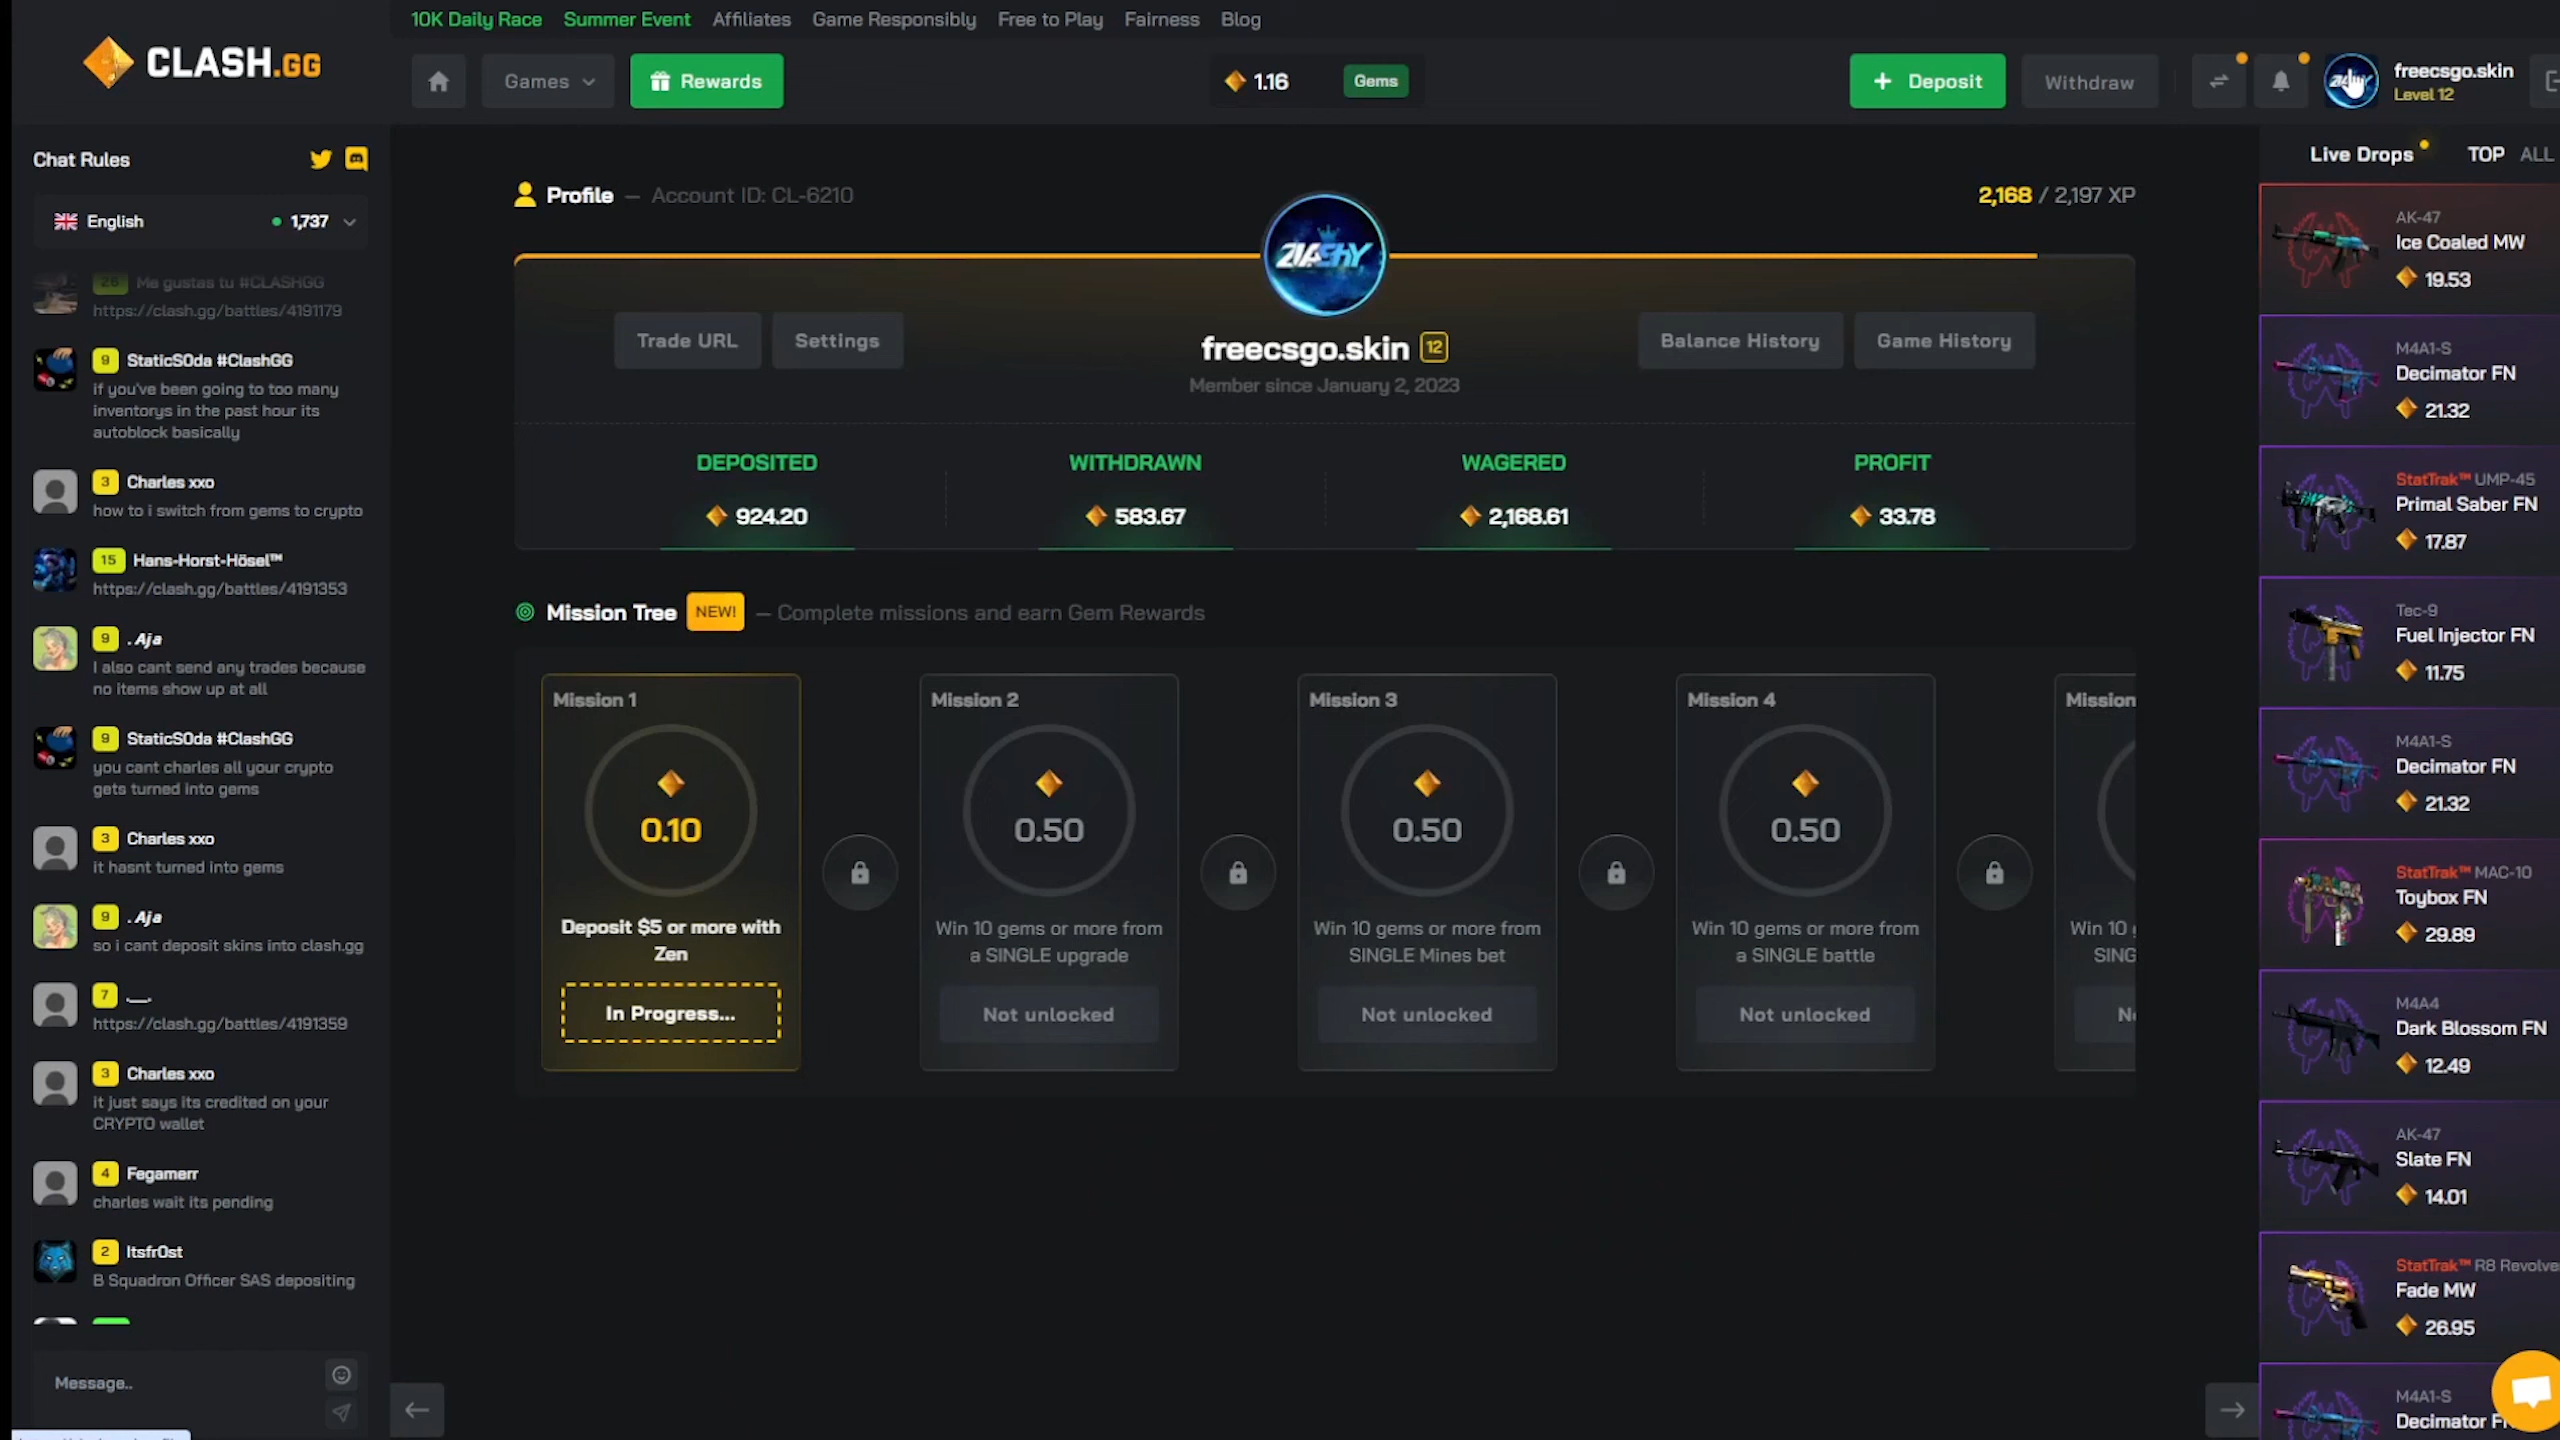 10K Daily Race Summer Event Affiliates Game Responsibly Free to Play Fairness Blog
CLASH.GG
Games
Rewards
1.16
Gems
+ Deposit
Withdraw
freecsgo.skin
Level 12
Chat Rules
English
1,737
26 Me gustas tu #CLASHGG
https://clash.gg/battles/4191179
9 StaticS0da #ClashGG
if you've been going to too many
inventorys in the past hour its
autoblock basically
3 Charles xxo
how to i switch from gems to crypto
15 Hans-Horst-Hösel™
https://clash.gg/battles/4191353
9 . Aja
I also cant send any trades because
no items show up at all
9 StaticS0da #ClashGG
you cant charles all your crypto
gets turned into gems
3 Charles xxo
it hasnt turned into gems
9 . Aja
so i cant deposit skins into clash.gg
7 .__.
https://clash.gg/battles/4191359
3 Charles xxo
it just says its credited on your
CRYPTO wallet
4 Fegamerr
charles wait its pending
2 Itsfr0st
B Squadron Officer SAS depositing
Message..
Profile — Account ID: CL-6210
2,168 / 2,197 XP
Trade URL
Settings
freecsgo.skin 12
Member since January 2, 2023
Balance History
Game History
DEPOSITED
924.20
WITHDRAWN
583.67
WAGERED
2,168.61
PROFIT
33.78
Mission Tree NEW! — Complete missions and earn Gem Rewards
Mission 1
0.10
Deposit $5 or more with
Zen
In Progress...
Mission 2
0.50
Win 10 gems or more from
a SINGLE upgrade
Not unlocked
Mission 3
0.50
Win 10 gems or more from
SINGLE Mines bet
Not unlocked
Mission 4
0.50
Win 10 gems or more from
a SINGLE battle
Not unlocked
Mission
Win 10
SING
Live Drops
TOP ALL
AK-47
Ice Coaled MW
19.53
M4A1-S
Decimator FN
21.32
StatTrak™ UMP-45
Primal Saber FN
17.87
Tec-9
Fuel Injector FN
11.75
M4A1-S
Decimator FN
21.32
StatTrak™ MAC-10
Toybox FN
29.89
M4A4
Dark Blossom FN
12.49
AK-47
Slate FN
14.01
StatTrak™ R8 Revolve
Fade MW
26.95
M4A1-S
Decimator F